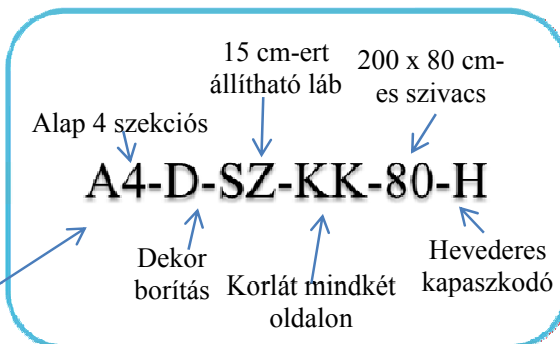 15 cm-ert
állítható láb
200 x 80 cm-
es szivacs
Alap 4 szekciós
A4-D-SZ-KK-80-H
Dekor
borítás
Korlát mindkét
oldalon
Hevederes
kapaszkodó